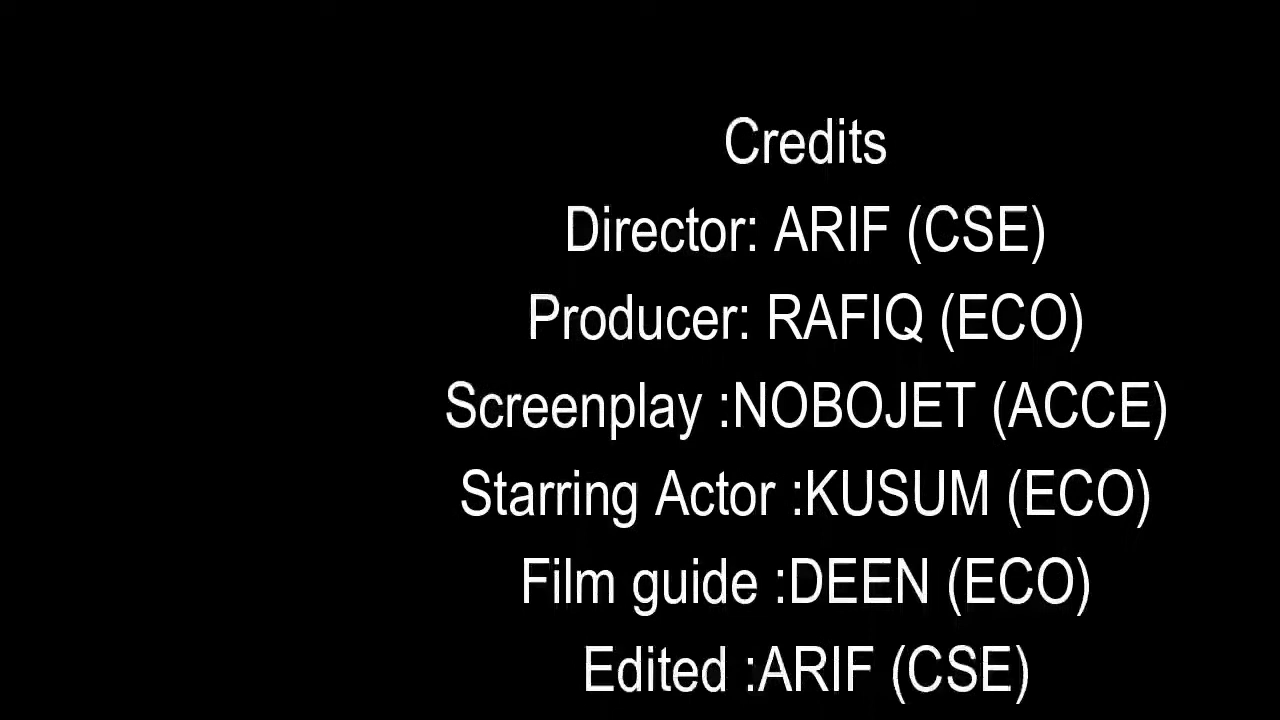 Credits
Director: ARIF (CSE)
Producer: RAFIQ (ECO)
Screenplay :NOBOJET (ACCE)
Starring Actor :KUSUM (ECO)
Film guide :DEEN (ECO)
Edited :ARIF (CSE)